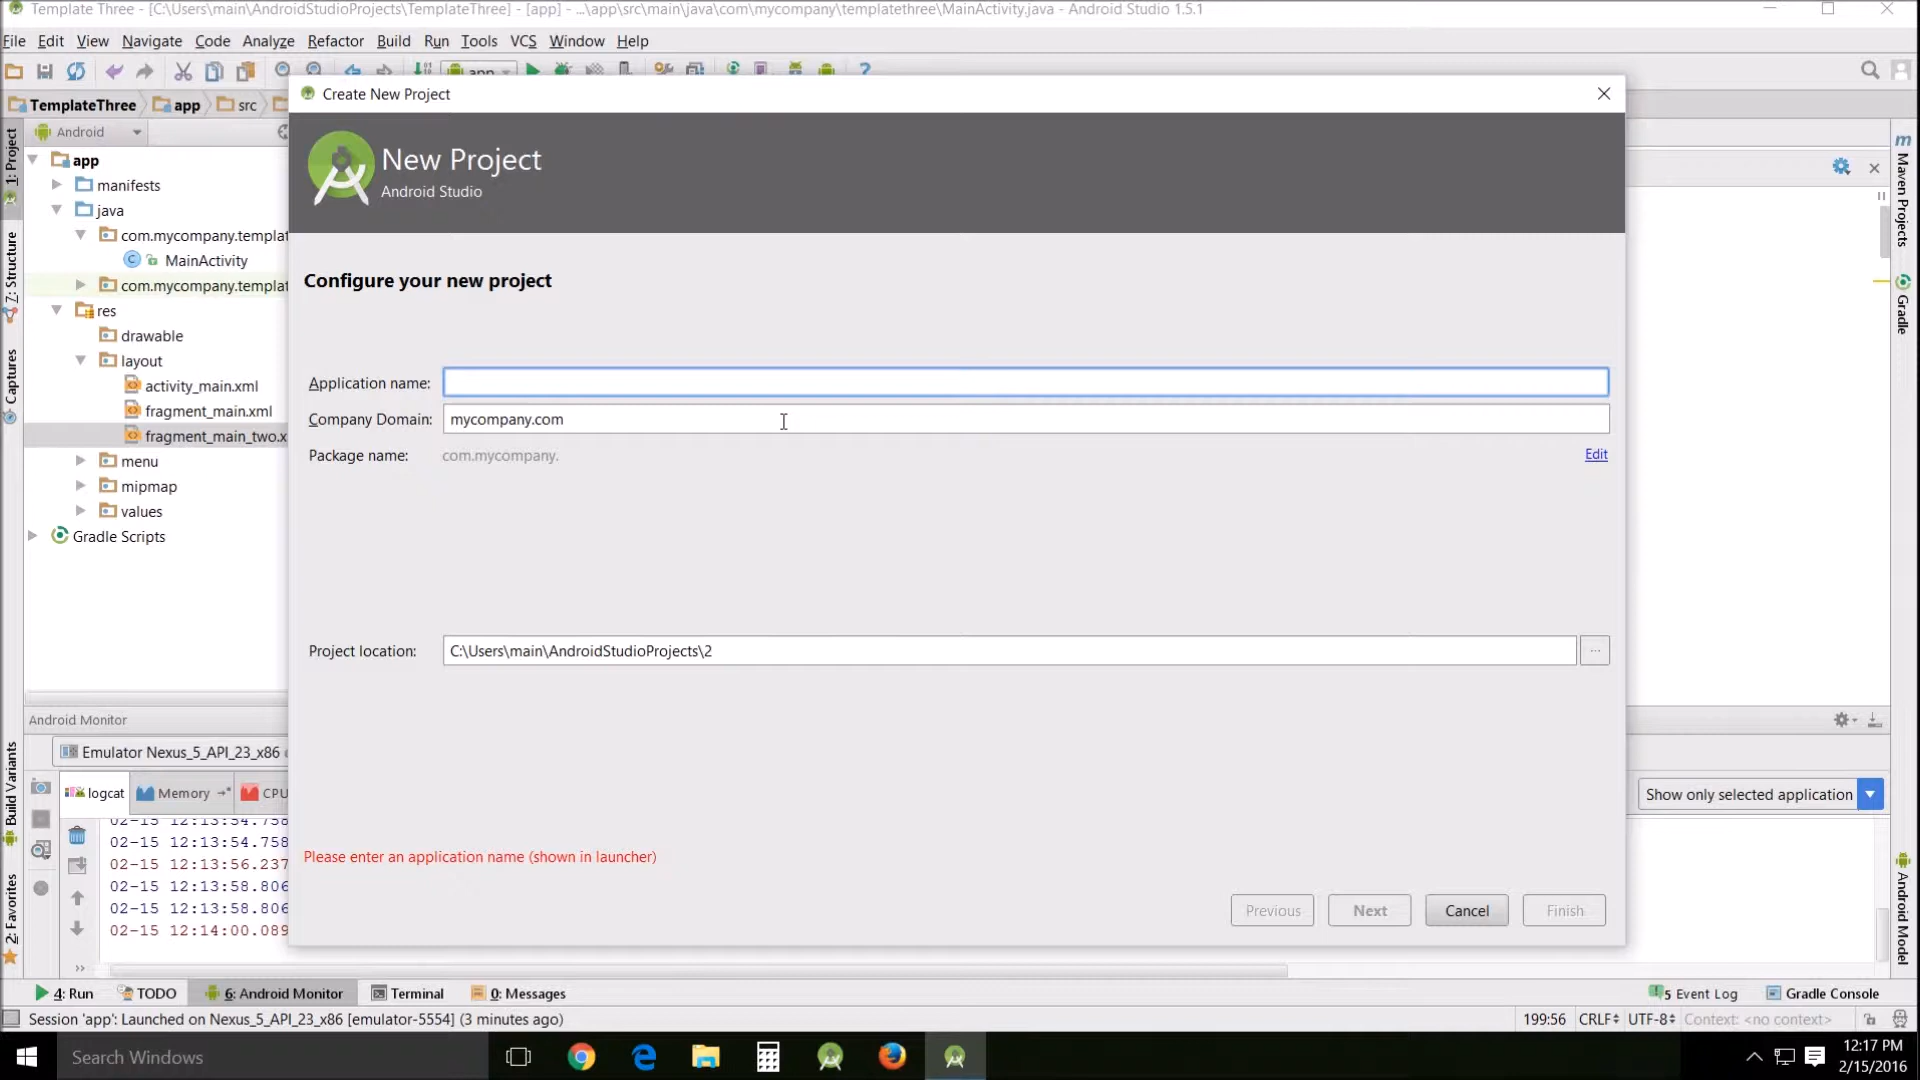 Template Three - [C:\Users\main\AndroidStudioProjects\TemplateThree] - [app] - ...\app\src\main\java\com\mycompany\templatethree\MainActivity.java - Android Studio 1.5.1
File Edit View Navigate Code Analyze Refactor Build Run Tools VCS Window Help
app
TemplateThree app src
Create New Project
New Project
Android Studio
Configure your new project
Application name:
Company Domain: mycompany.com
Package name: com.mycompany. Edit
Project location: C:\Users\main\AndroidStudioProjects\2 ...
Please enter an application name (shown in launcher)
Previous Next Cancel Finish
1: Project
7: Structure
Captures
Build Variants
2: Favorites
Android
app
manifests
java
com.mycompany.templat
MainActivity
com.mycompany.templat
res
drawable
layout
activity_main.xml
fragment_main.xml
fragment_main_two.x
menu
mipmap
values
Gradle Scripts
Maven Projects
Gradle
Android Model
Android Monitor
Emulator Nexus_5_API_23_x86
logcat Memory CPU
Show only selected application
02-15 12:13:54.758
02-15 12:13:54.758
02-15 12:13:56.237
02-15 12:13:58.806
02-15 12:13:58.806
02-15 12:14:00.089
4: Run TODO 6: Android Monitor Terminal 0: Messages 5 Event Log Gradle Console
Session 'app': Launched on Nexus_5_API_23_x86 [emulator-5554] (3 minutes ago) 199:56 CRLF UTF-8 Context: <no context>
Search Windows
12:17 PM
2/15/2016